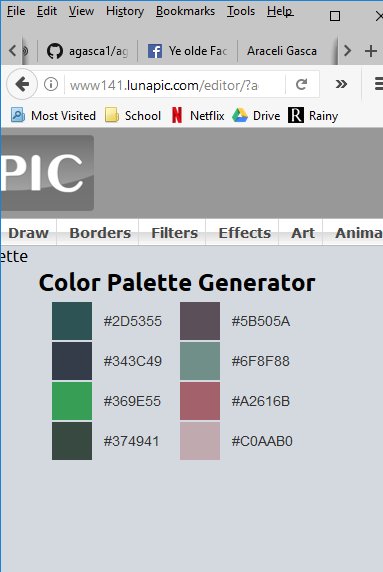 File Edit View History Bookmarks Tools Help
agasca1/ag Ye olde Fac Araceli Gasca
www141.lunapic.com/editor/?a
Most Visited School Netflix Drive Rainy
PIC
Draw Borders Filters Effects Art Anima
ette
Color Palette Generator
#2D5355 #5B505A
#343C49 #6F8F88
#369E55 #A2616B
#374941 #C0AAB0